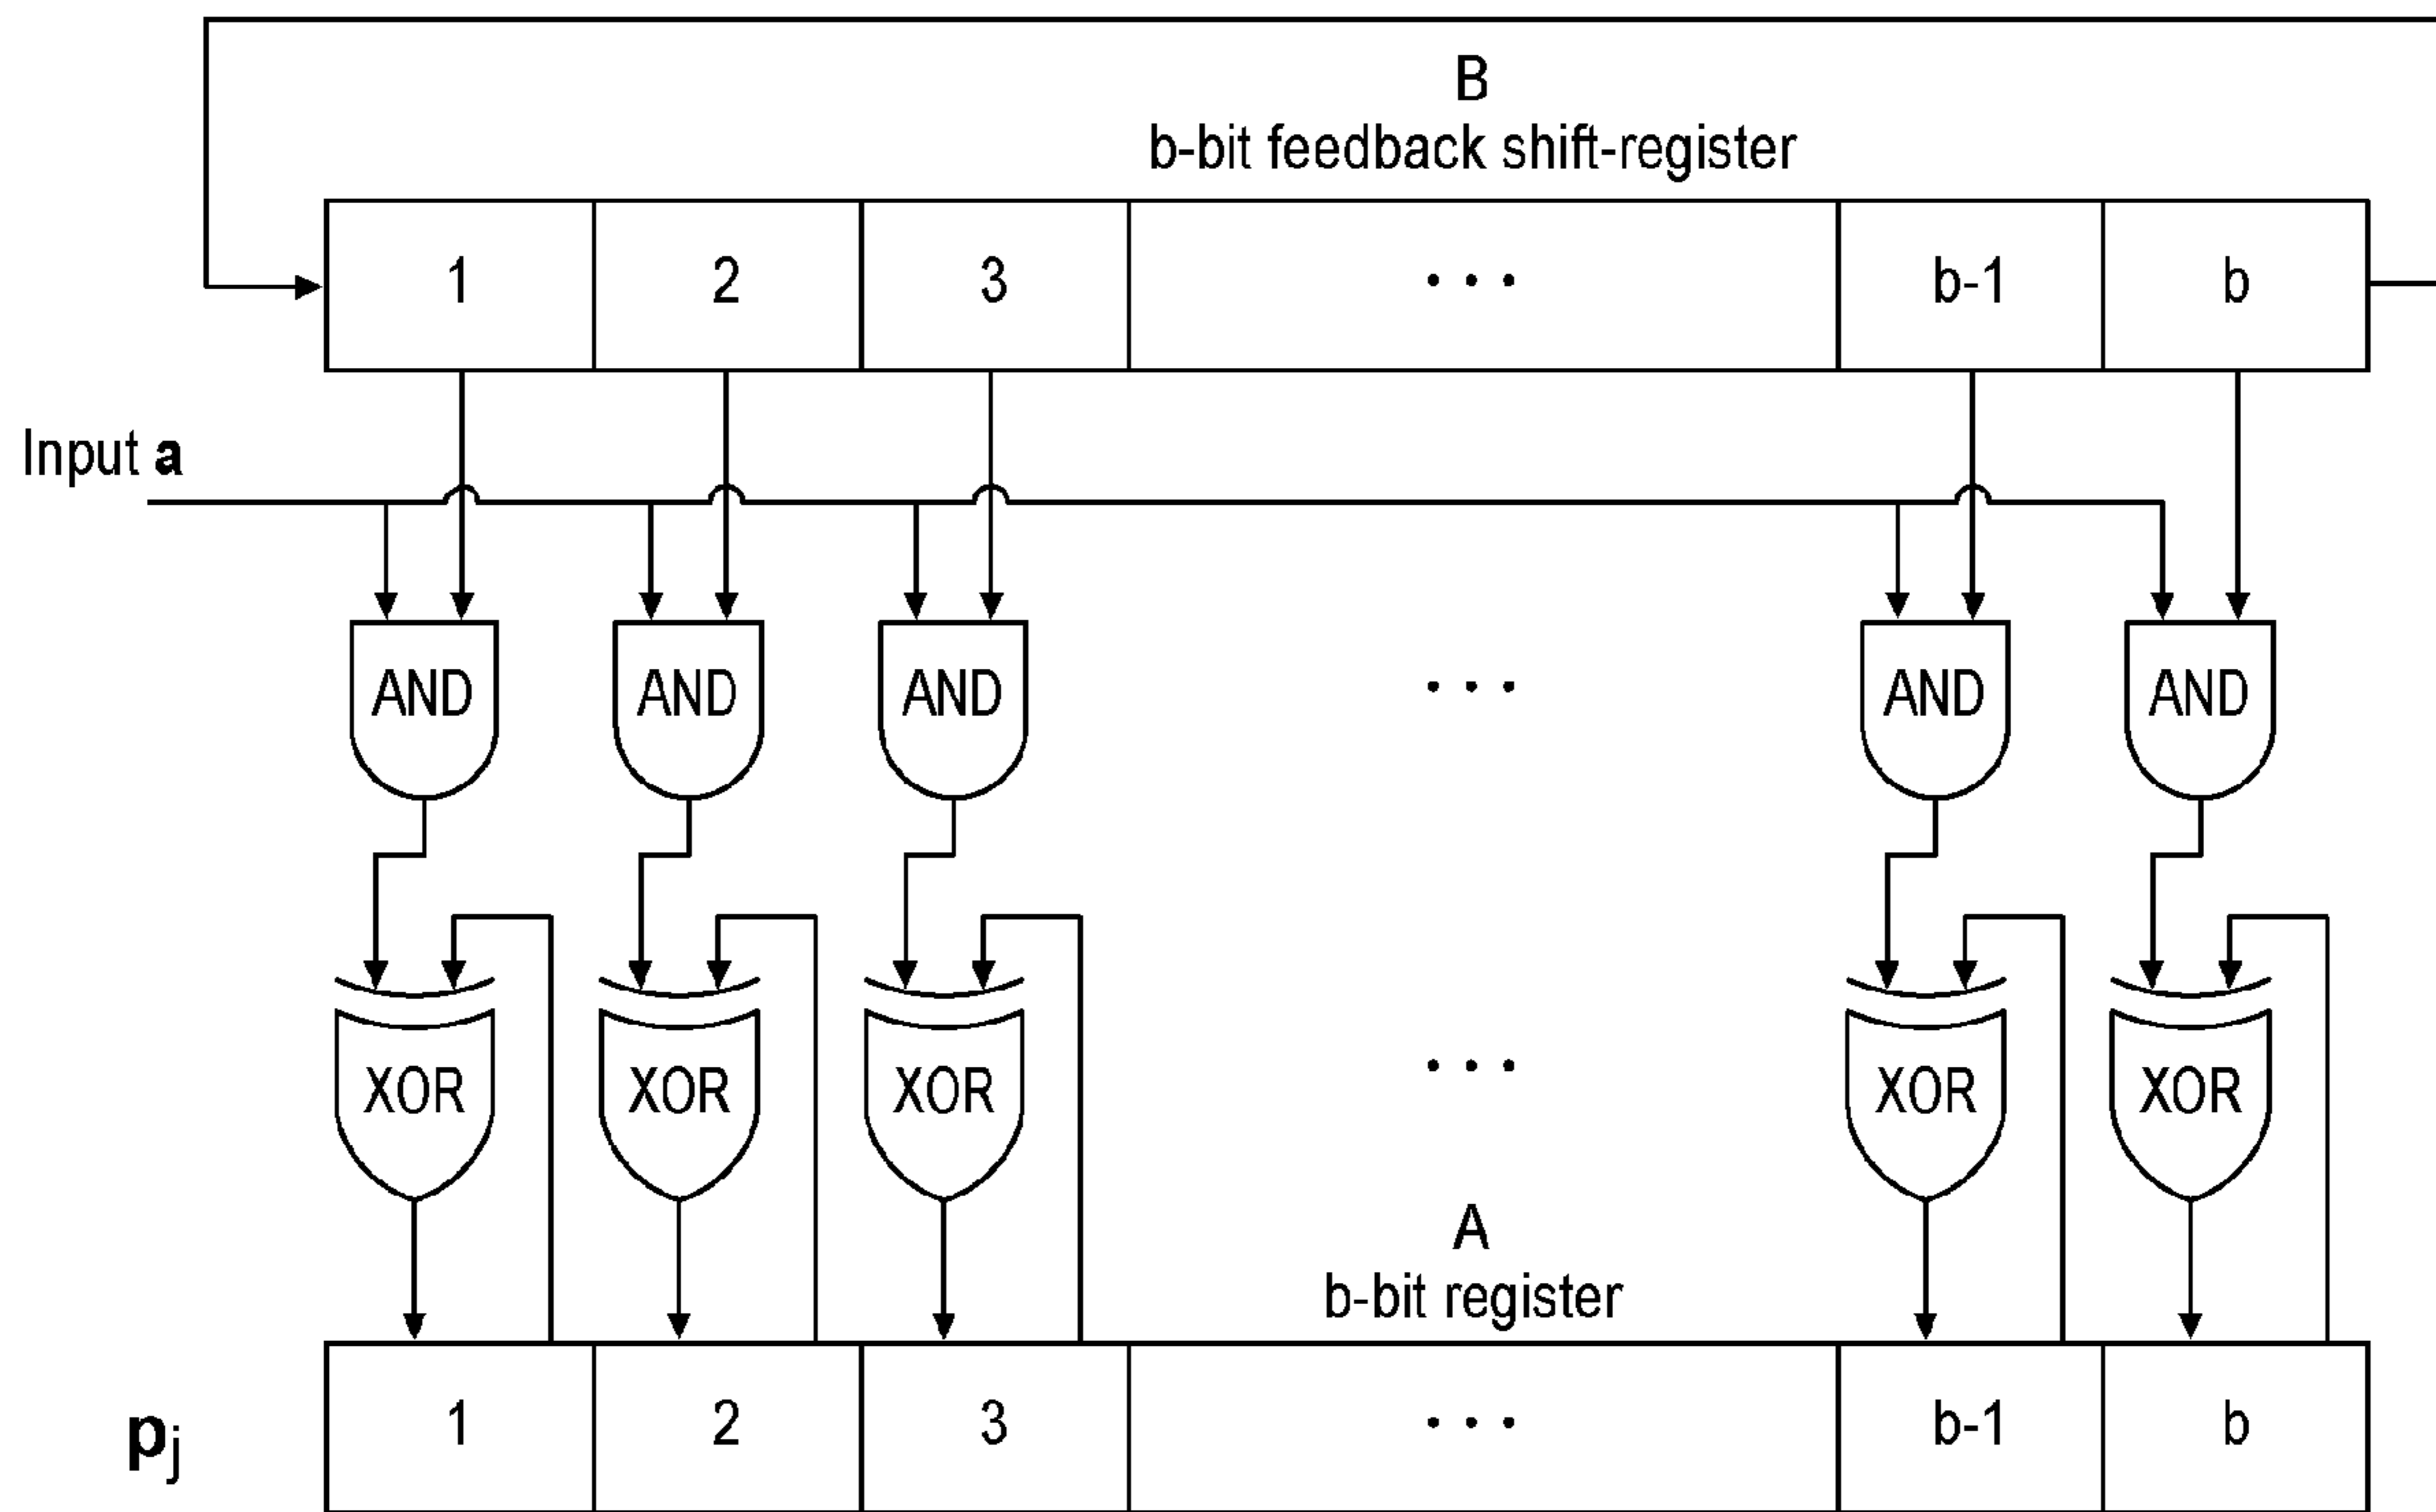 B
b-bit feedback shift-register
1 2 3 ... b-1 b
Input a
AND AND AND ... AND AND
XOR XOR XOR ... XOR XOR
A
b-bit register
pj 1 2 3 ... b-1 b